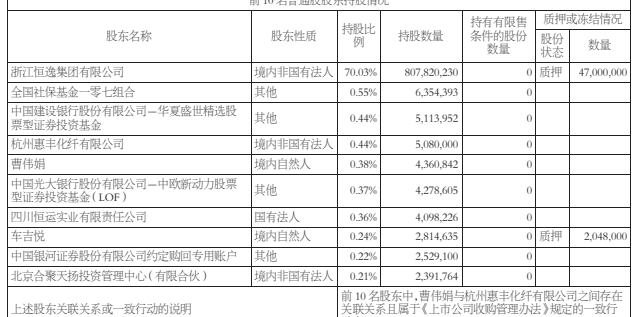 前 10 名普通股股东持股情况
股东名称 股东性质 持股比例 持股数量 持有有限售条件的股份数量 质押或冻结情况
股份状态 数量
浙江恒逸集团有限公司 境内非国有法人 70.03% 807,820,230 0 质押 47,000,000
全国社保基金一零七组合 其他 0.55% 6,354,393 0
中国建设银行股份有限公司－华夏盛世精选股
票型证券投资基金 其他 0.44% 5,113,952 0
杭州惠丰化纤有限公司 境内非国有法人 0.44% 5,080,000 0
曹伟娟 境内自然人 0.38% 4,360,842 0
中国光大银行股份有限公司－中欧新动力股票
型证券投资基金（LOF） 其他 0.37% 4,278,605 0
四川恒运实业有限责任公司 国有法人 0.36% 4,098,226 0
车吉悦 境内自然人 0.24% 2,814,635 0 质押 2,048,000
中国银河证券股份有限公司约定购回专用账户 其他 0.22% 2,529,100 0
北京合聚天扬投资管理中心（有限合伙） 境内非国有法人 0.21% 2,391,764 0
上述股东关联关系或一致行动的说明
前 10 名股东中，曹伟娟与杭州惠丰化纤有限公司之间存在
关联关系且属于《上市公司收购管理办法》规定的一致行